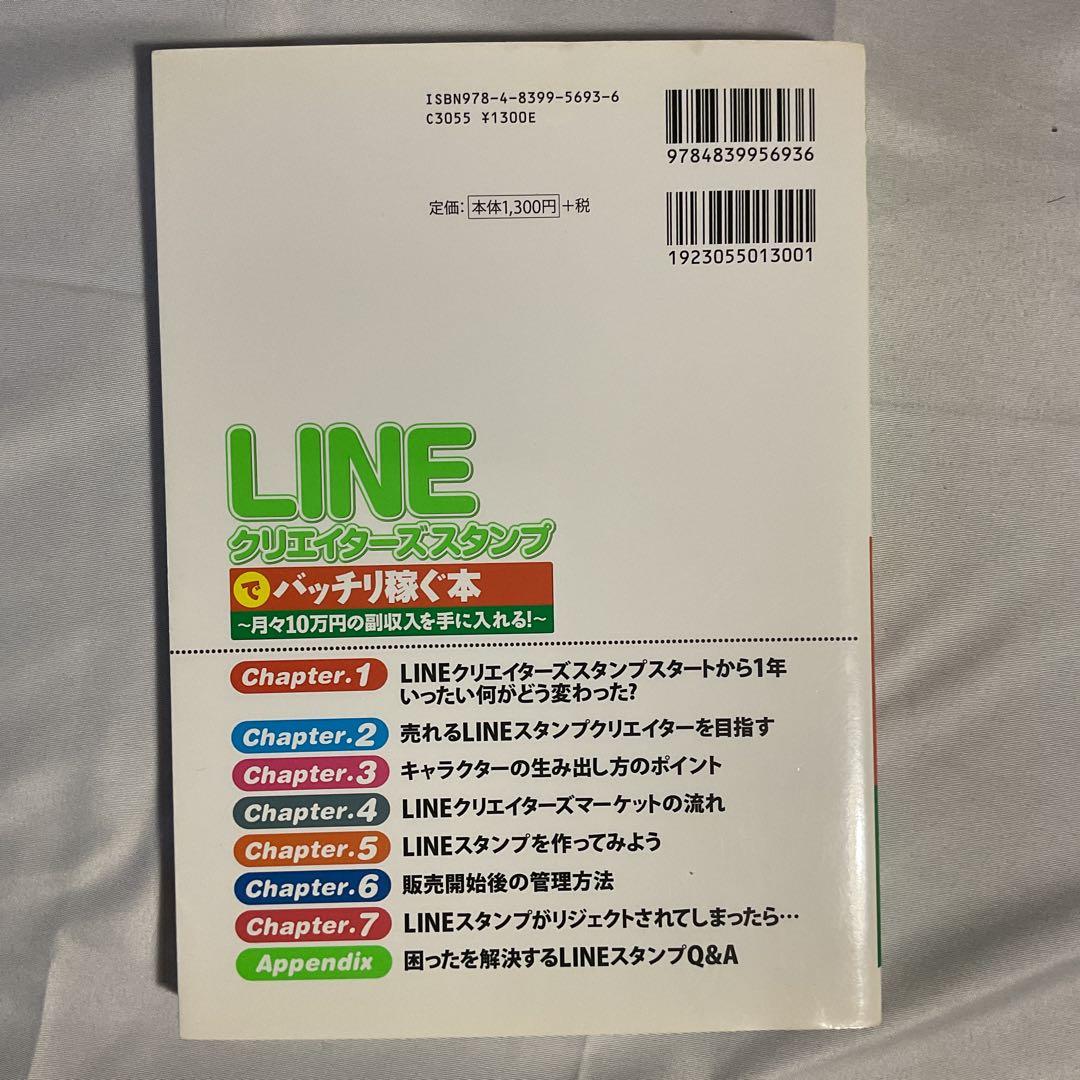 ISBN978-4-8399-5693-6
C3055 ¥1300E
9784839956936
定価: 本体1,300円 +税
1923055013001
LINE
クリエイターズスタンプ
でバッチリ稼ぐ本
~月々10万円の副収入を手に入れる!~
Chapter.1 LINEクリエイターズスタンプスタートから1年
いったい何がどう変わった?
Chapter.2 売れるLINEスタンプクリエイターを目指す
Chapter.3 キャラクターの生み出し方のポイント
Chapter.4 LINEクリエイターズマーケットの流れ
Chapter.5 LINEスタンプを作ってみよう
Chapter.6 販売開始後の管理方法
Chapter.7 LINEスタンプがリジェクトされてしまったら…
Appendix 困ったを解決するLINEスタンプQ&A